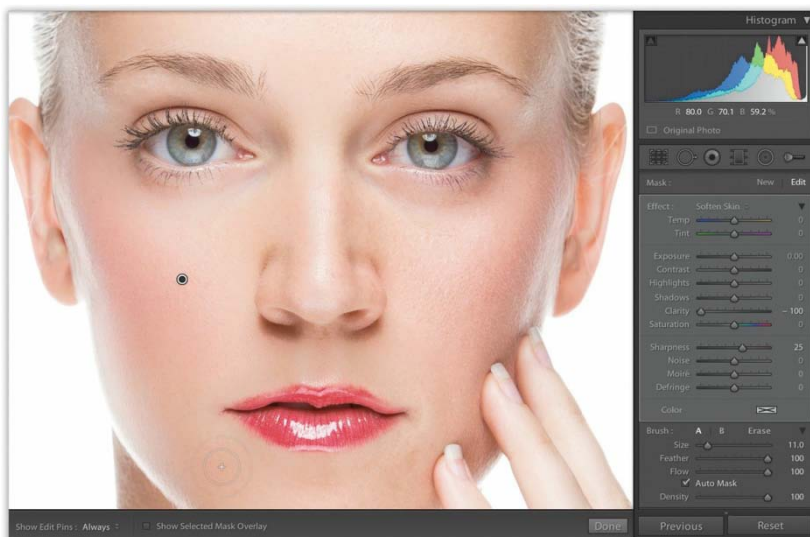 Histogram
R 80.0 G 70.1 B 59.2 %
Original Photo
Mask : New Edit
Effect : Soften Skin
Temp 0
Tint 0
Exposure 0.00
Contrast 0
Highlights 0
Shadows 0
Clarity – 100
Saturation 0
Sharpness 25
Noise 0
Moiré 0
Defringe 0
Color
Brush : A B Erase
Size 11.0
Feather 100
Flow 100
Auto Mask
Density 100
Show Edit Pins : Always Show Selected Mask Overlay Done Previous Reset